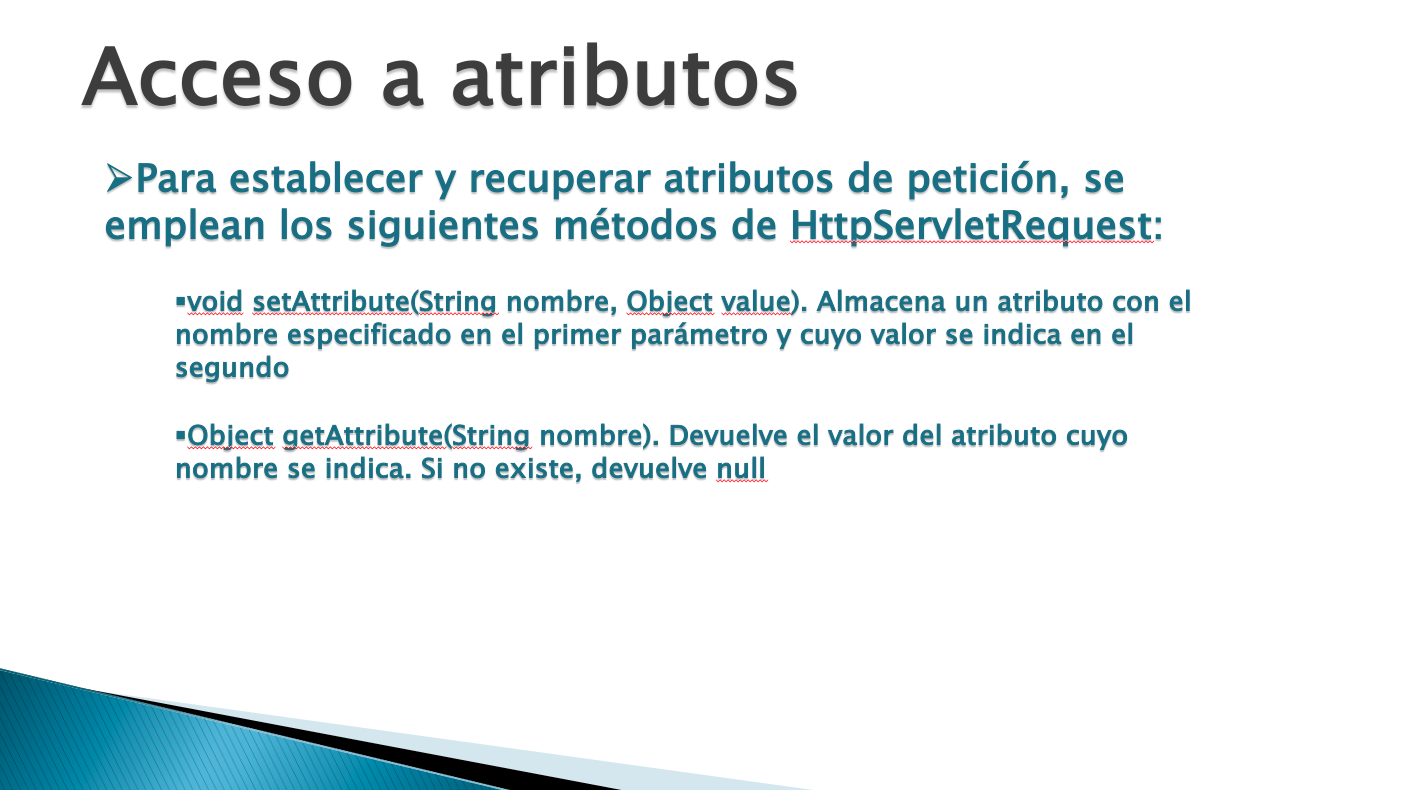 Acceso a atributos
➢Para establecer y recuperar atributos de petición, se
emplean los siguientes métodos de HttpServletRequest:
▪void setAttribute(String nombre, Object value). Almacena un atributo con el
nombre especificado en el primer parámetro y cuyo valor se indica en el
segundo
▪Object getAttribute(String nombre). Devuelve el valor del atributo cuyo
nombre se indica. Si no existe, devuelve null